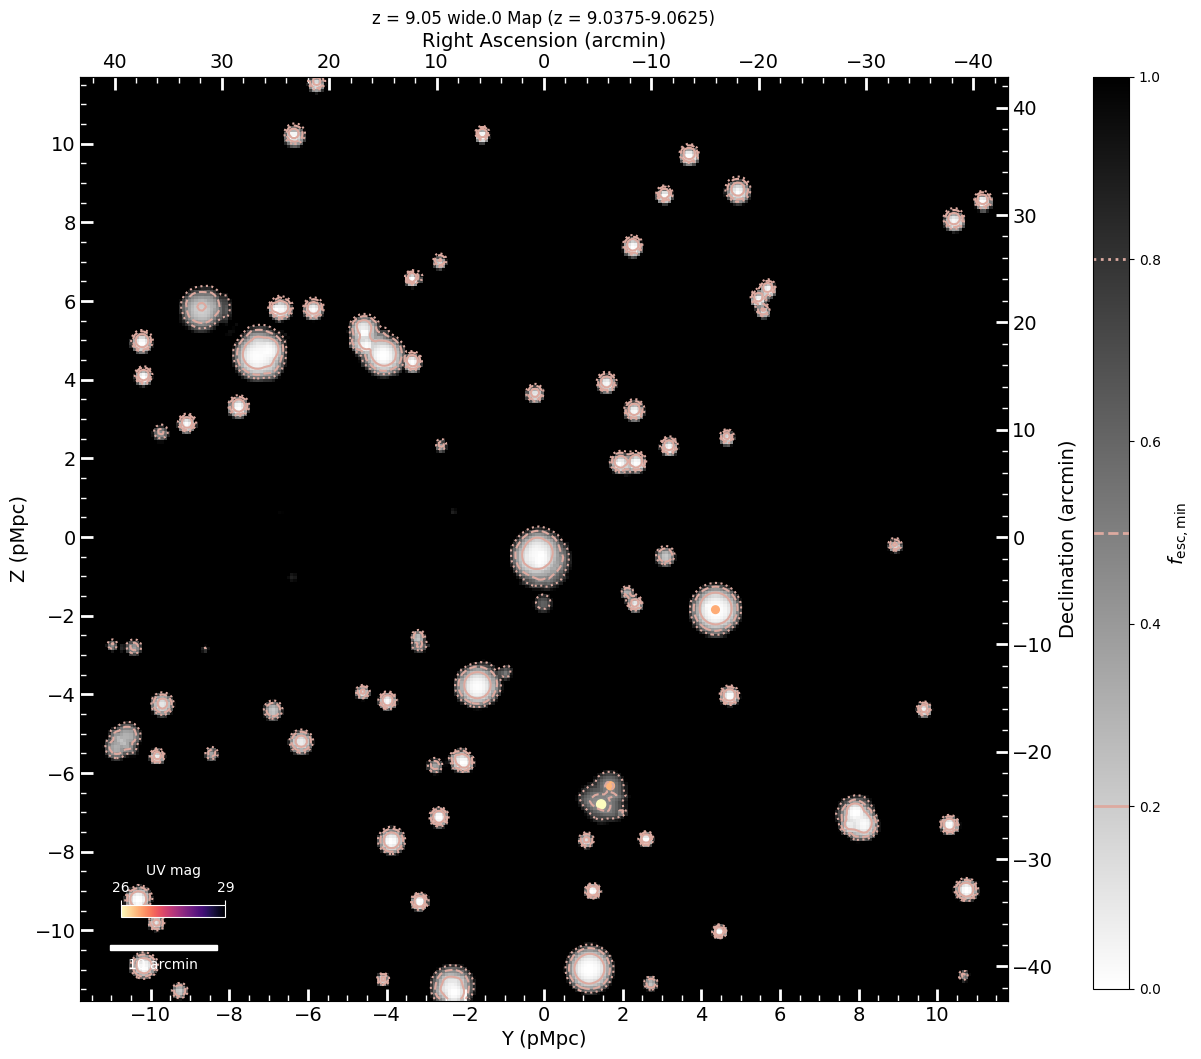 z = 9.05 wide.0 Map (z = 9.0375-9.0625)
Right Ascension (arcmin)
40 30 20 10 0 −10 −20 −30 −40
10
8
6
4
2
0
−2
−4
−6
−8
−10
Z (pMpc)
40
30
20
10
0
−10
−20
−30
−40
Declination (arcmin)
1.0
0.8
0.6
0.4
0.2
0.0
fesc,min
UV mag
26 29
10 arcmin
−10 −8 −6 −4 −2 0 2 4 6 8 10
Y (pMpc)